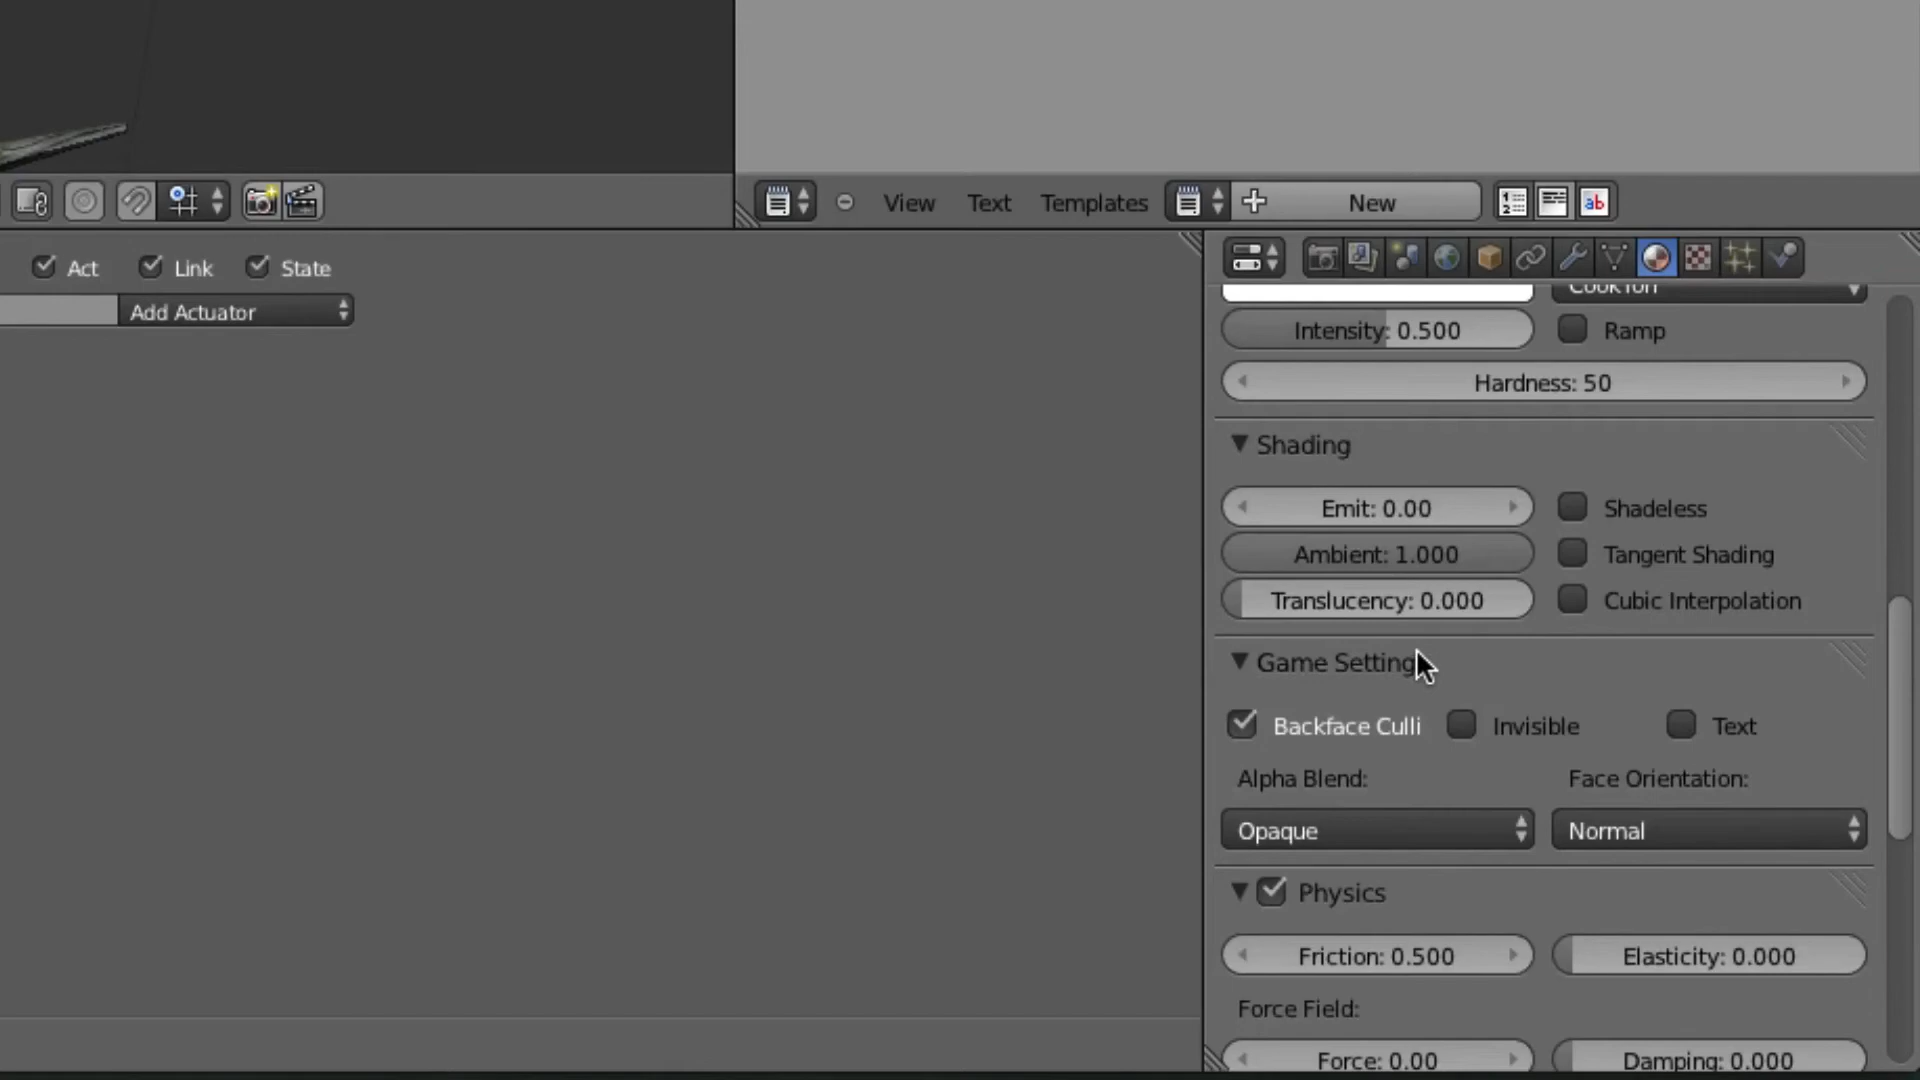 View Text Templates New
ab
Act Link State
Add Actuator
CookTorr
Intensity: 0.500 Ramp
Hardness: 50
Shading
Emit: 0.00 Shadeless
Ambient: 1.000 Tangent Shading
Translucency: 0.000 Cubic Interpolation
Game Setting
Backface Culli Invisible Text
Alpha Blend: Face Orientation:
Opaque Normal
Physics
Friction: 0.500 Elasticity: 0.000
Force Field:
Force: 0.00 Damping: 0.000